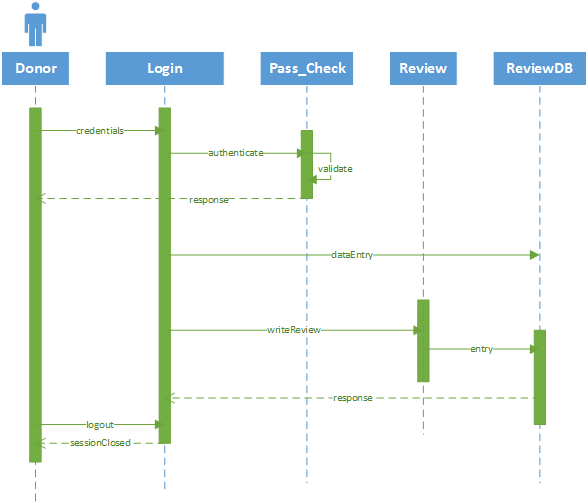 Donor
Login
Pass_Check
Review
ReviewDB
credentials
authenticate
validate
response
dataEntry
writeReview
entry
response
logout
sessionClosed